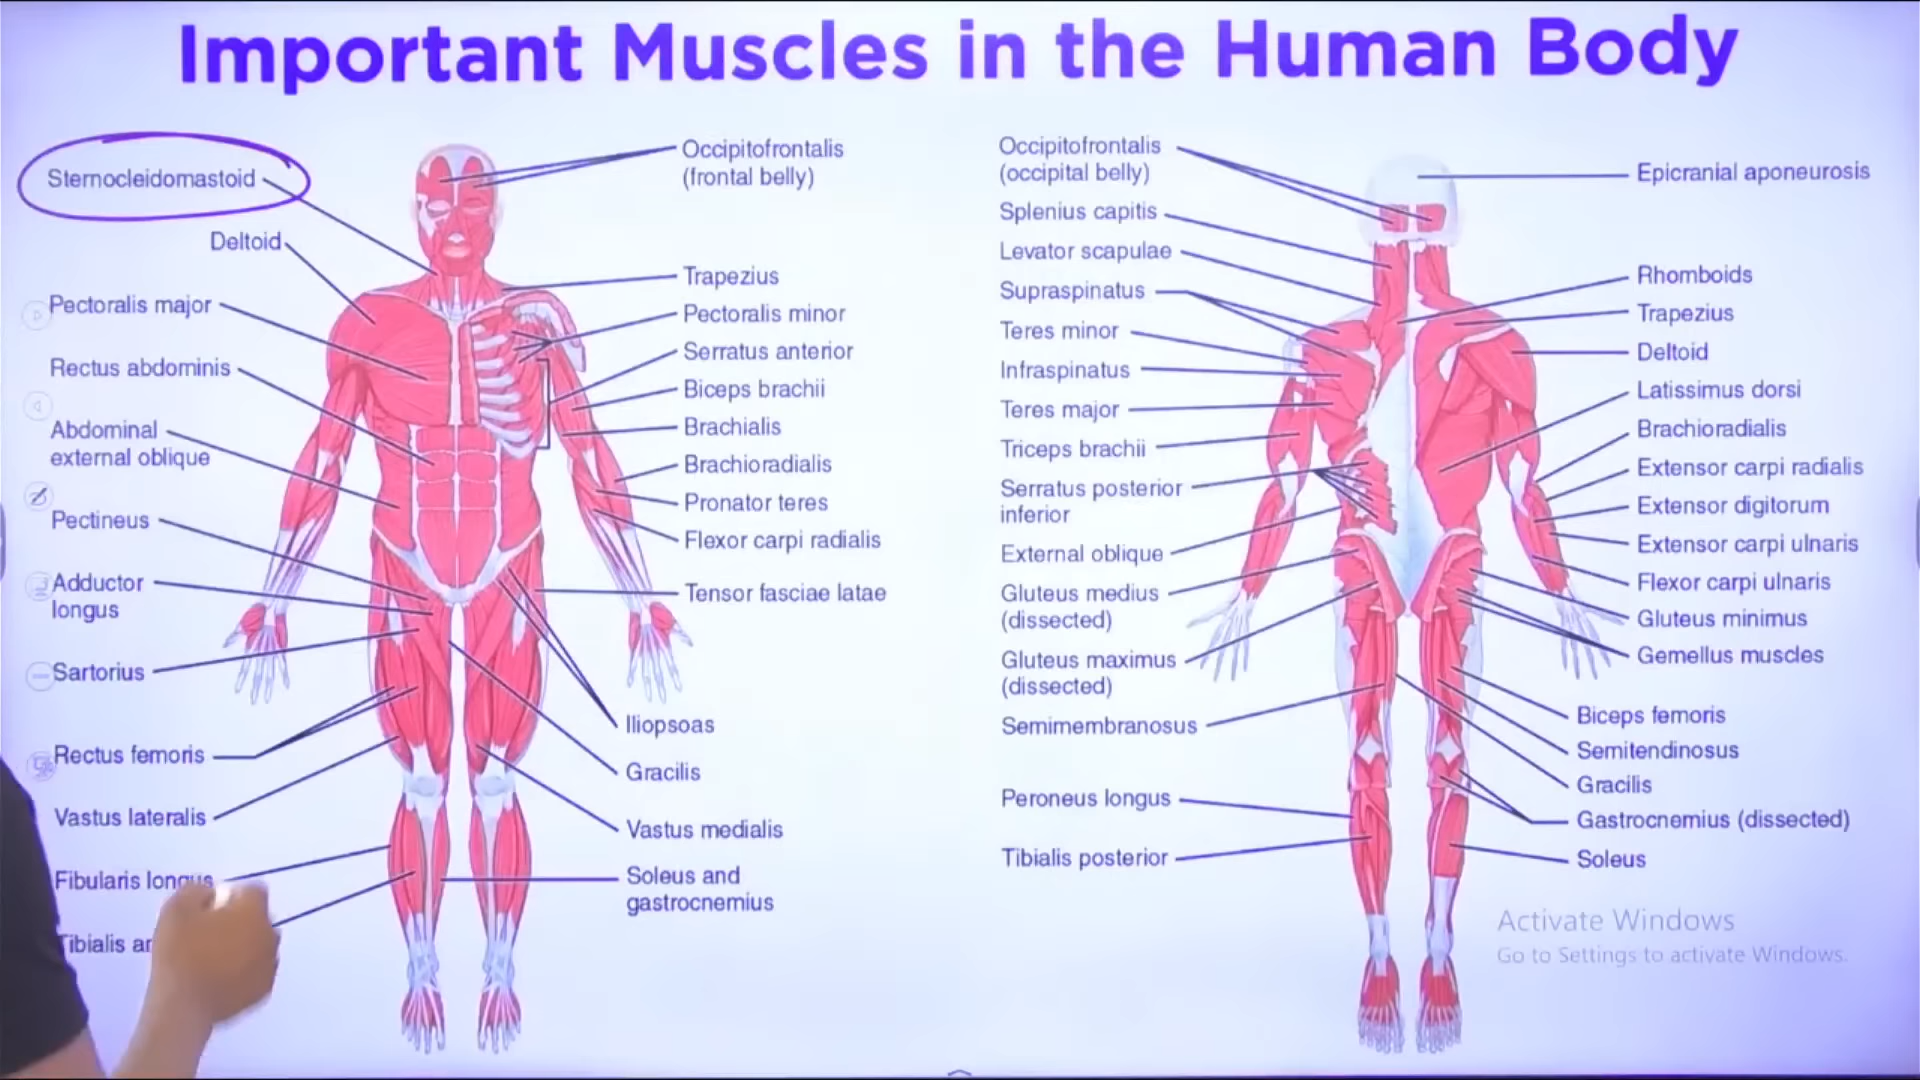 Important Muscles in the Human Body
Sternocleidomastoid
Deltoid
Pectoralis major
Rectus abdominis
Abdominal
external oblique
Pectineus
Adductor
longus
Sartorius
Rectus femoris
Vastus lateralis
Fibularis longus
Tibialis
Occipitofrontalis
(frontal belly)
Trapezius
Pectoralis minor
Serratus anterior
Biceps brachii
Brachialis
Brachioradialis
Pronator teres
Flexor carpi radialis
Tensor fasciae latae
Iliopsoas
Gracilis
Vastus medialis
Soleus and
gastrocnemius
Occipitofrontalis
(occipital belly)
Splenius capitis
Levator scapulae
Supraspinatus
Teres minor
Infraspinatus
Teres major
Triceps brachii
Serratus posterior
inferior
External oblique
Gluteus medius
(dissected)
Gluteus maximus
(dissected)
Semimembranosus
Peroneus longus
Tibialis posterior
Epicranial aponeurosis
Rhomboids
Trapezius
Deltoid
Latissimus dorsi
Brachioradialis
Extensor carpi radialis
Extensor digitorum
Extensor carpi ulnaris
Flexor carpi ulnaris
Gluteus minimus
Gemellus muscles
Biceps femoris
Semitendinosus
Gracilis
Gastrocnemius (dissected)
Soleus
Activate Windows
Go to Settings to activate Windows.